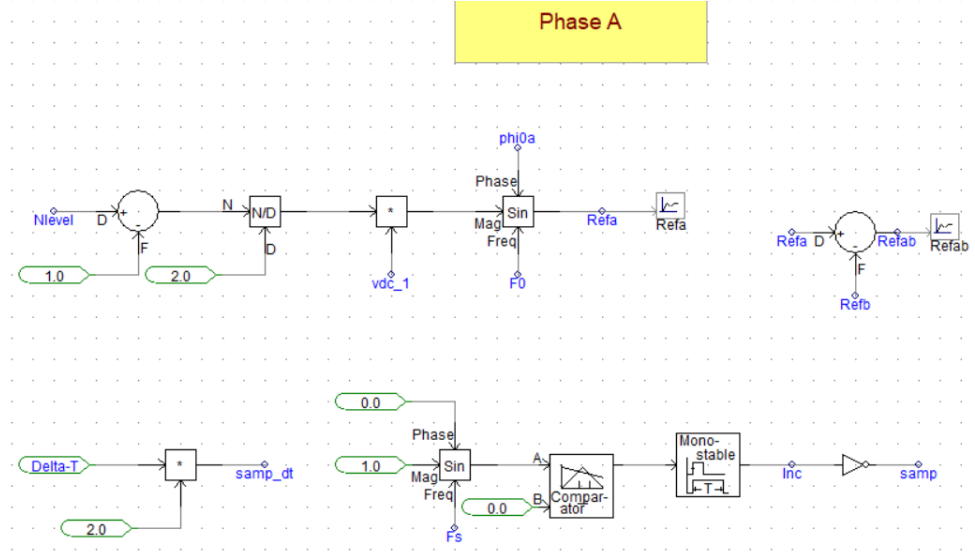 Phase A
phi0a
Phase
Nlevel
D
+
-
F
N
N/D
D
*
Mag
Sin
Freq
Refa
Refa
1.0
2.0
vdc_1
F0
Refa
D
+
-
F
Refab
Refab
Refb
0.0
Phase
Delta-T
*
samp_dt
1.0
Mag
Sin
Freq
A
B
Compar-
ator
0.0
Mono-
stable
T
Inc
samp
2.0
Fs